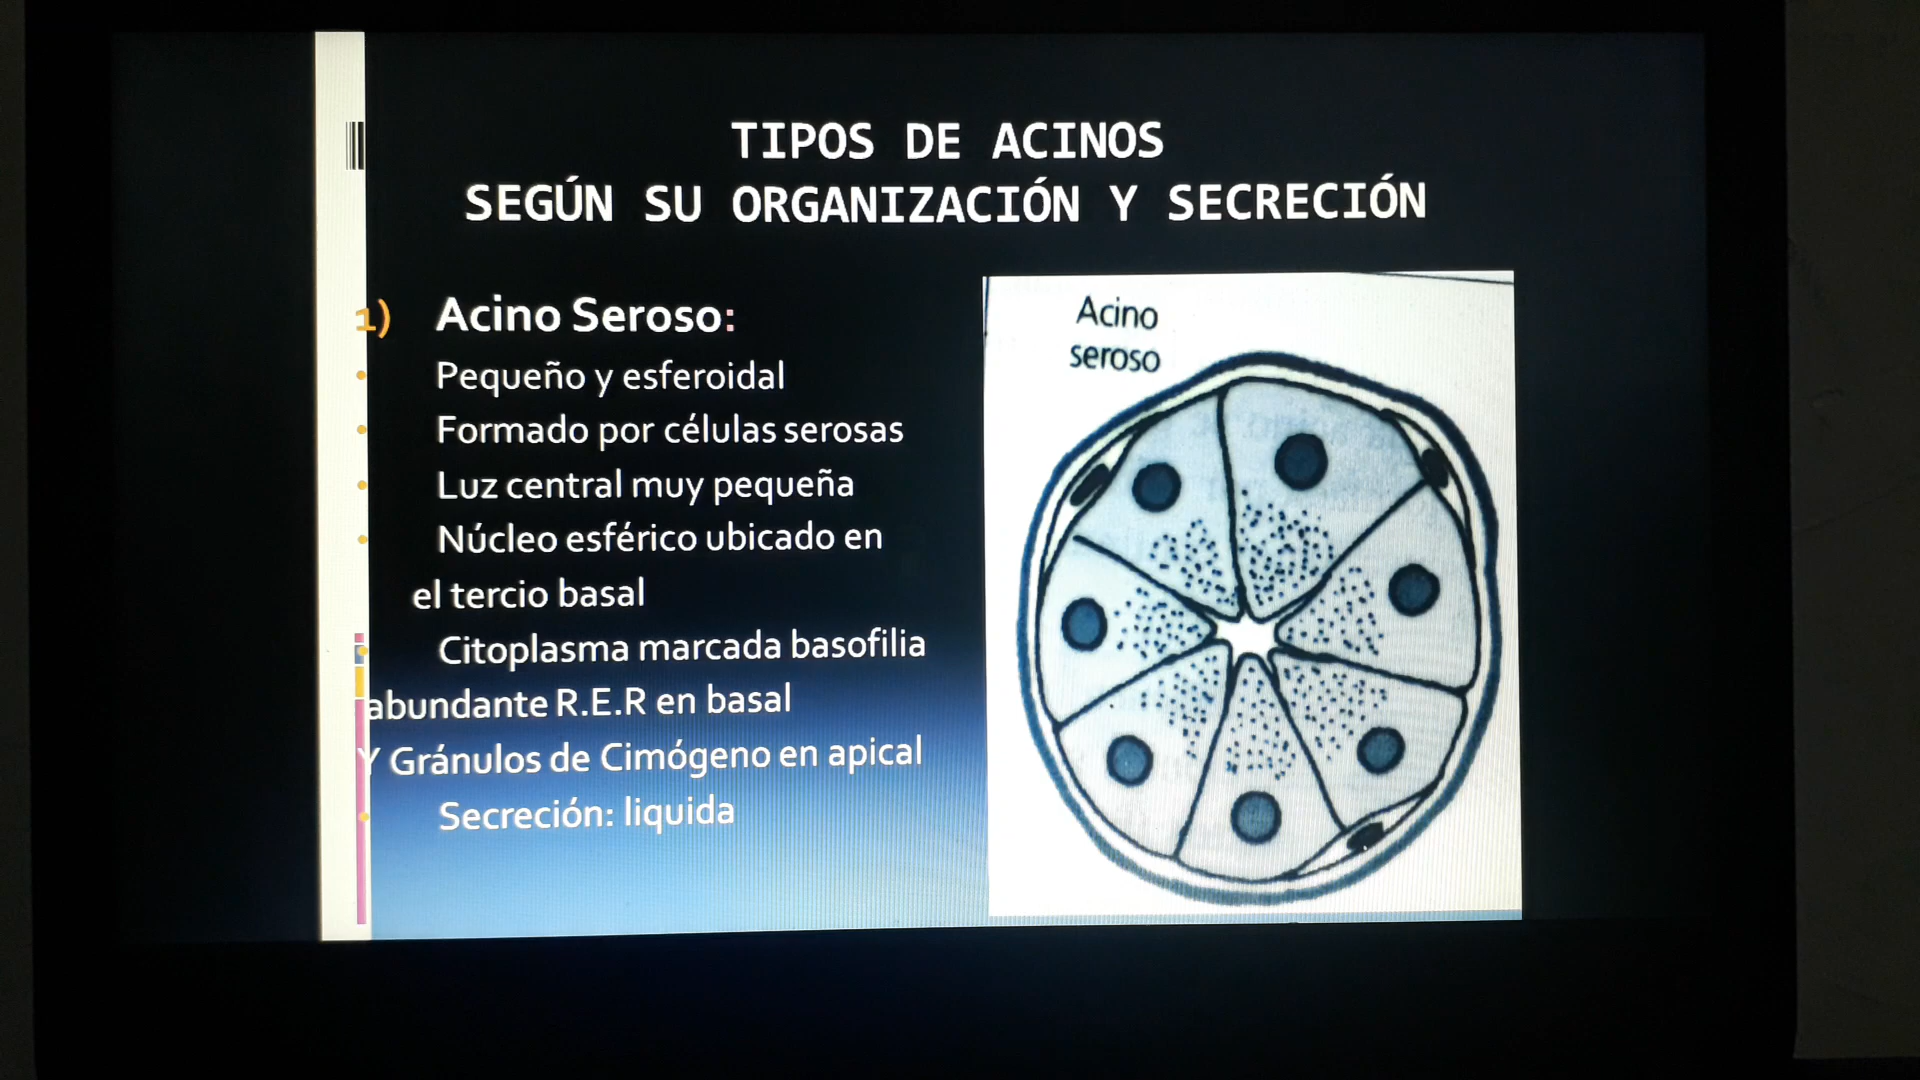 TIPOS DE ACINOS
SEGÚN SU ORGANIZACIÓN Y SECRECIÓN
1) Acino Seroso:
• Pequeño y esferoidal
• Formado por células serosas
• Luz central muy pequeña
• Núcleo esférico ubicado en
el tercio basal
• Citoplasma marcada basofilia
abundante R.E.R en basal
Y Gránulos de Cimógeno en apical
• Secreción: liquida
Acino
seroso